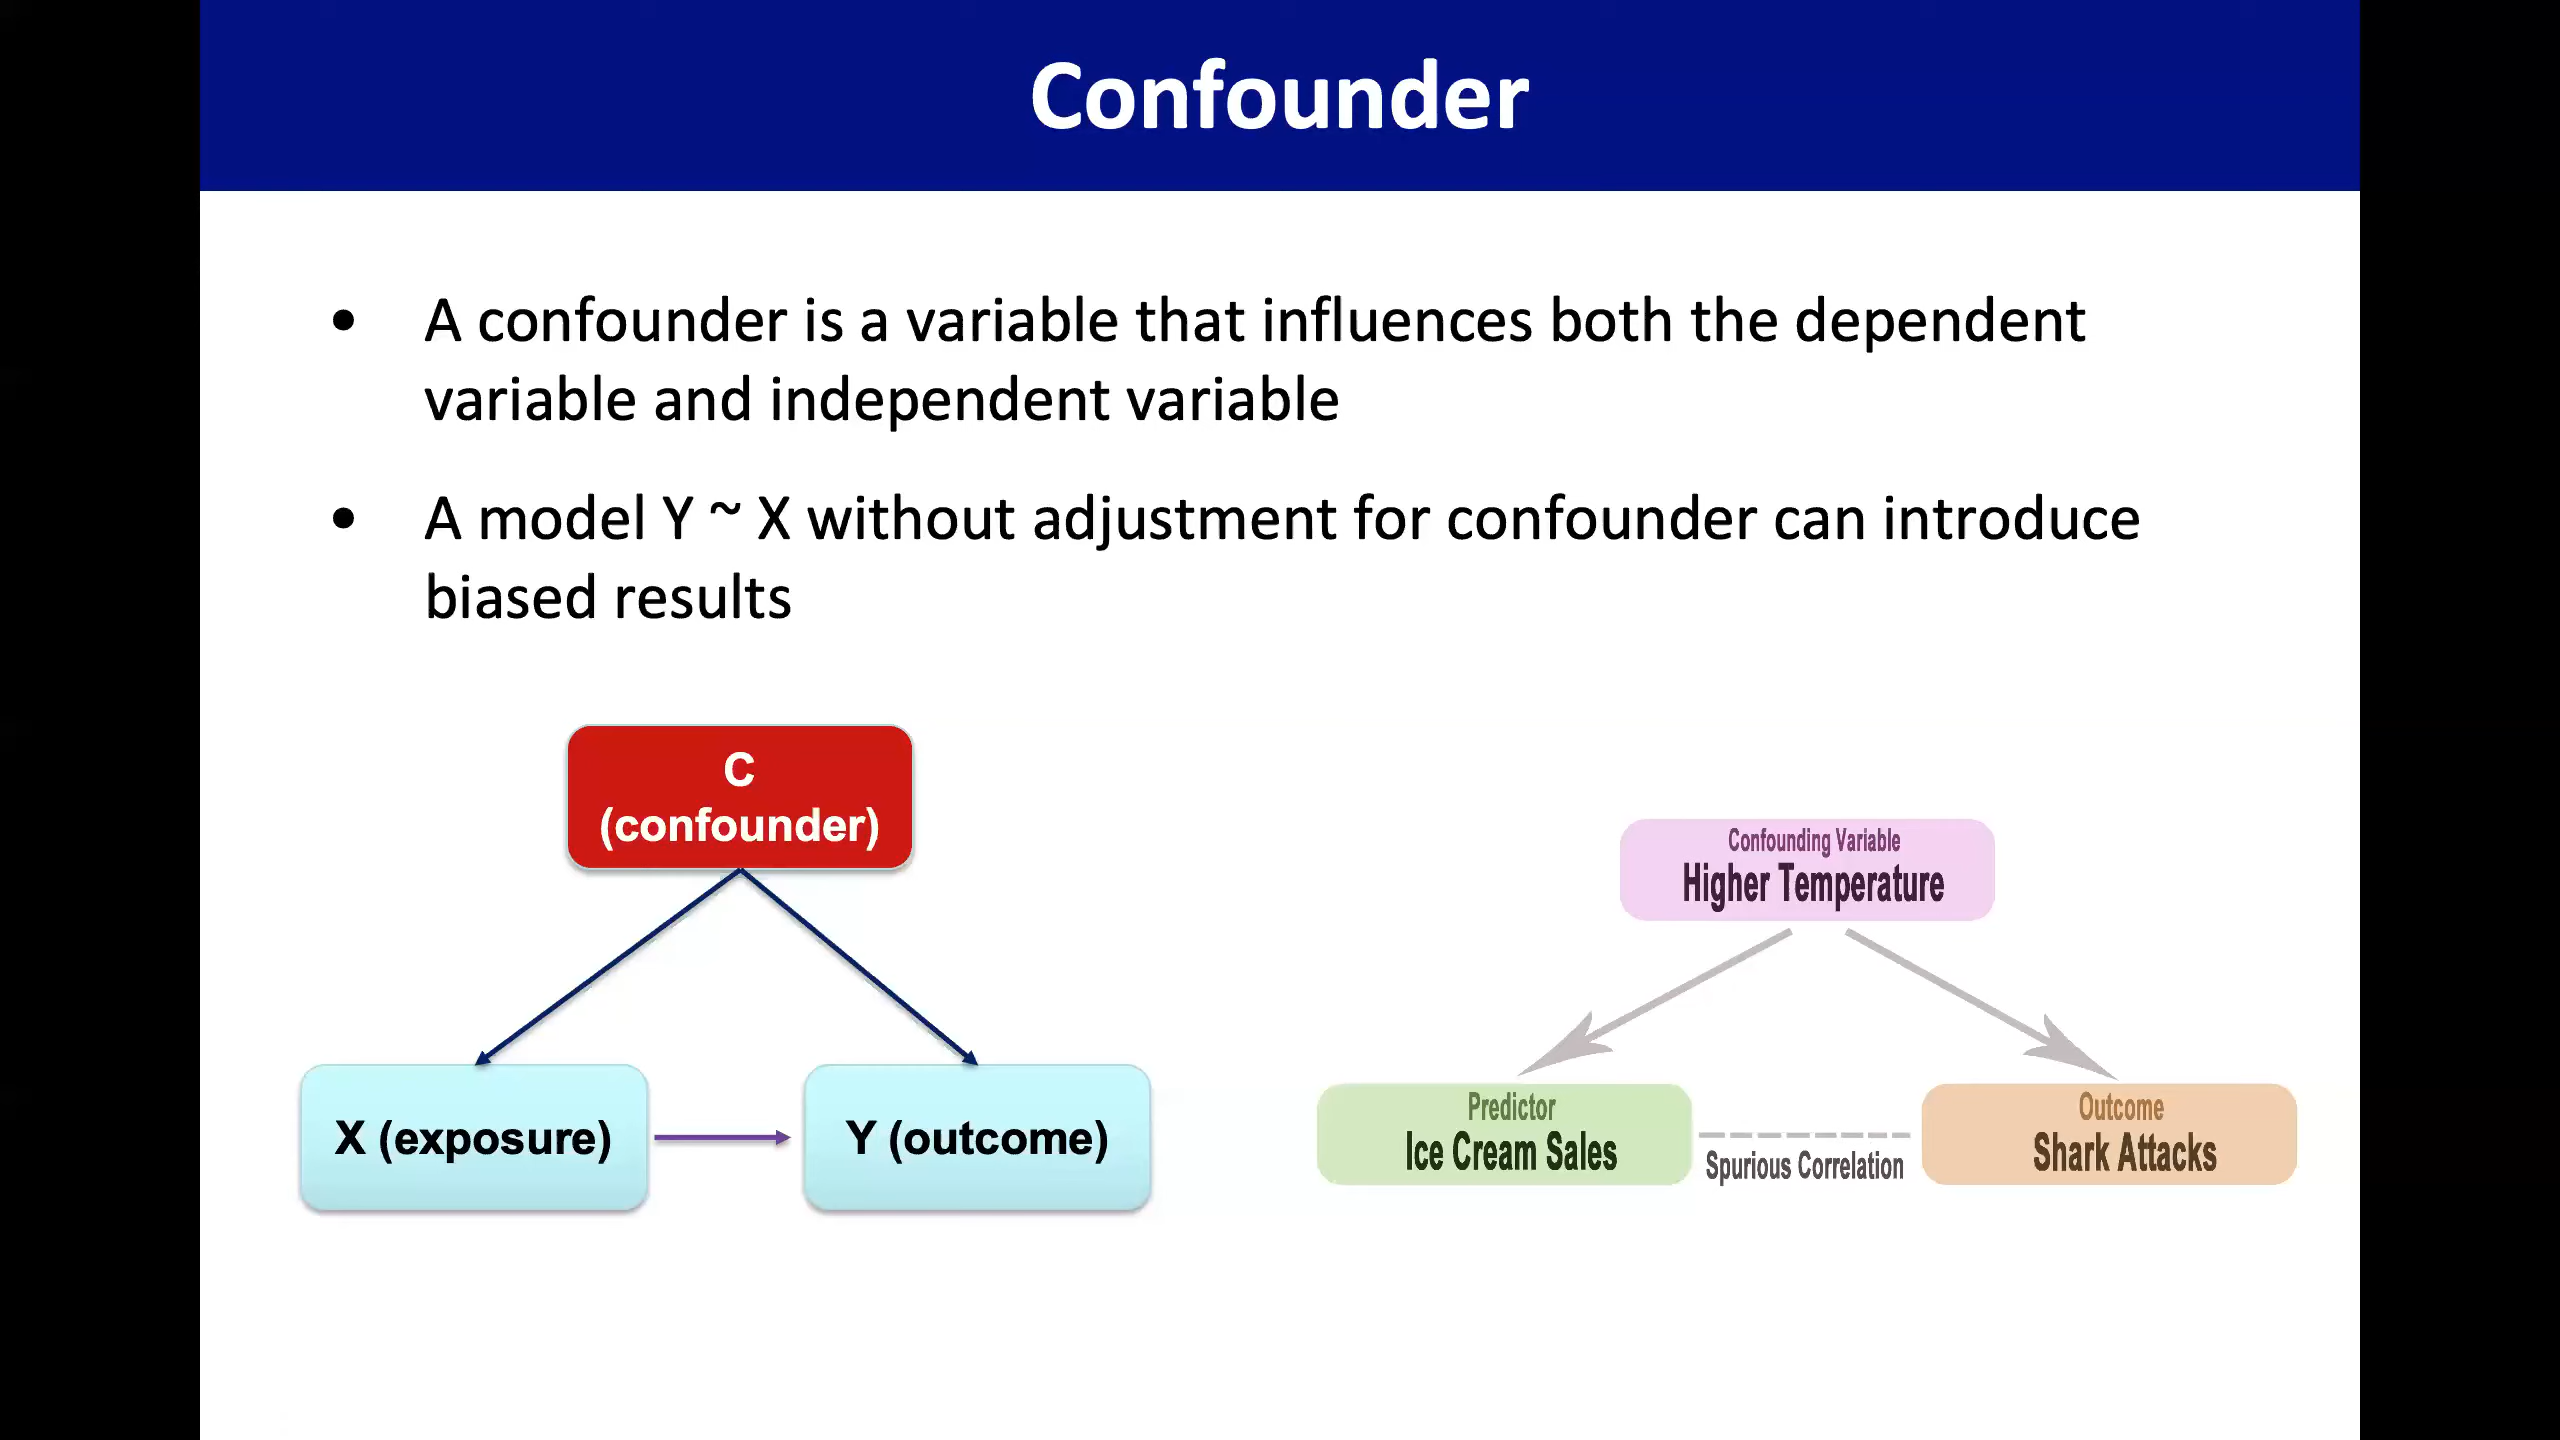 Confounder
• A confounder is a variable that influences both the dependent
variable and independent variable
• A model Y ~ X without adjustment for confounder can introduce
biased results
C
(confounder)
X (exposure)
Y (outcome)
Confounding Variable
Higher Temperature
Predictor
Ice Cream Sales
Spurious Correlation
Outcome
Shark Attacks